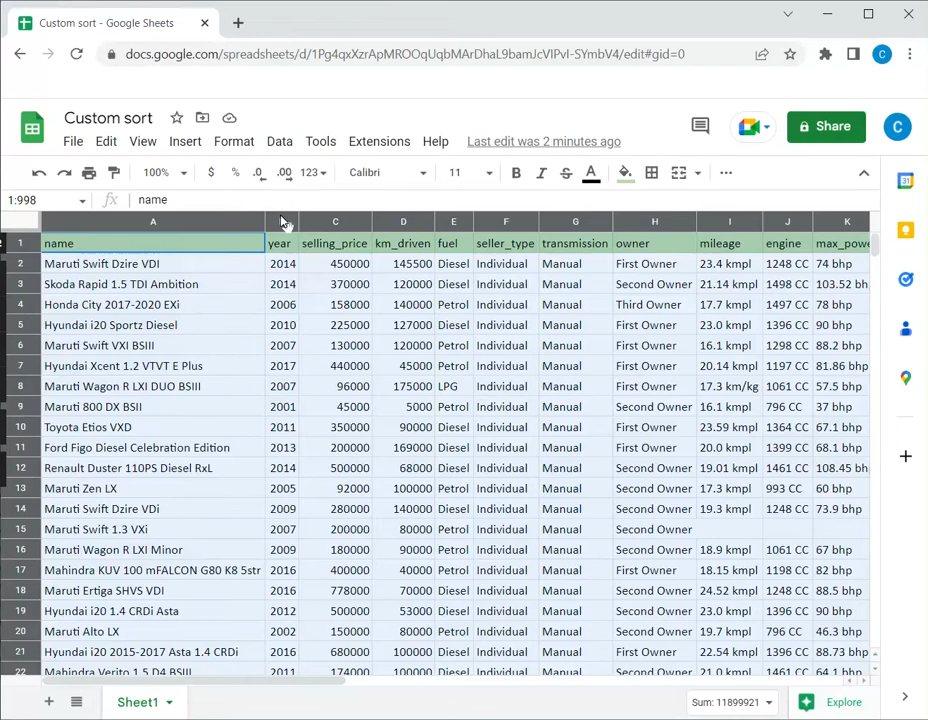 Custom sort - Google Sheets
docs.google.com/spreadsheets/d/1Pg4qxXzrApMROOqUqbMArDhaL9bamJcVIPvI-SYmbV4/edit#gid=0
C
Custom sort
File Edit View Insert Format Data Tools Extensions Help Last edit was 2 minutes ago
Share
C
100% $ % .0 .00 123 Calibri 11 B I S A
1:998 fx name
A C D E F G H I J K
1 name year selling_price km_driven fuel seller_type transmission owner mileage engine max_powe
2 Maruti Swift Dzire VDI 2014 450000 145500 Diesel Individual Manual First Owner 23.4 kmpl 1248 CC 74 bhp
3 Skoda Rapid 1.5 TDI Ambition 2014 370000 120000 Diesel Individual Manual Second Owner 21.14 kmpl 1498 CC 103.52 bh
4 Honda City 2017-2020 EXi 2006 158000 140000 Petrol Individual Manual Third Owner 17.7 kmpl 1497 CC 78 bhp
5 Hyundai i20 Sportz Diesel 2010 225000 127000 Diesel Individual Manual First Owner 23.0 kmpl 1396 CC 90 bhp
6 Maruti Swift VXI BSIII 2007 130000 120000 Petrol Individual Manual First Owner 16.1 kmpl 1298 CC 88.2 bhp
7 Hyundai Xcent 1.2 VTVT E Plus 2017 440000 45000 Petrol Individual Manual First Owner 20.14 kmpl 1197 CC 81.86 bhp
8 Maruti Wagon R LXI DUO BSIII 2007 96000 175000 LPG Individual Manual First Owner 17.3 km/kg 1061 CC 57.5 bhp
9 Maruti 800 DX BSII 2001 45000 5000 Petrol Individual Manual Second Owner 16.1 kmpl 796 CC 37 bhp
10 Toyota Etios VXD 2011 350000 90000 Diesel Individual Manual First Owner 23.59 kmpl 1364 CC 67.1 bhp
11 Ford Figo Diesel Celebration Edition 2013 200000 169000 Diesel Individual Manual First Owner 20.0 kmpl 1399 CC 68.1 bhp
12 Renault Duster 110PS Diesel RxL 2014 500000 68000 Diesel Individual Manual Second Owner 19.01 kmpl 1461 CC 108.45 bh
13 Maruti Zen LX 2005 92000 100000 Petrol Individual Manual Second Owner 17.3 kmpl 993 CC 60 bhp
14 Maruti Swift Dzire VDi 2009 280000 140000 Diesel Individual Manual Second Owner 19.3 kmpl 1248 CC 73.9 bhp
15 Maruti Swift 1.3 VXi 2007 200000 80000 Petrol Individual Manual Second Owner
16 Maruti Wagon R LXI Minor 2009 180000 90000 Petrol Individual Manual Second Owner 18.9 kmpl 1061 CC 67 bhp
17 Mahindra KUV 100 mFALCON G80 K8 5str 2016 400000 40000 Petrol Individual Manual First Owner 18.15 kmpl 1198 CC 82 bhp
18 Maruti Ertiga SHVS VDI 2016 778000 70000 Diesel Individual Manual Second Owner 24.52 kmpl 1248 CC 88.5 bhp
19 Hyundai i20 1.4 CRDi Asta 2012 500000 53000 Diesel Individual Manual Second Owner 23.0 kmpl 1396 CC 90 bhp
20 Maruti Alto LX 2002 150000 80000 Petrol Individual Manual Second Owner 19.7 kmpl 796 CC 46.3 bhp
21 Hyundai i20 2015-2017 Asta 1.4 CRDi 2016 680000 100000 Diesel Individual Manual First Owner 22.54 kmpl 1396 CC 88.73 bhp
22 Mahindra Verito 1.5 D4 BSIII 2011 174000 100000 Diesel Individual Manual Second Owner 21.0 kmpl 1461 CC 64.1 bhp
Sheet1 Sum: 11899921 Explore